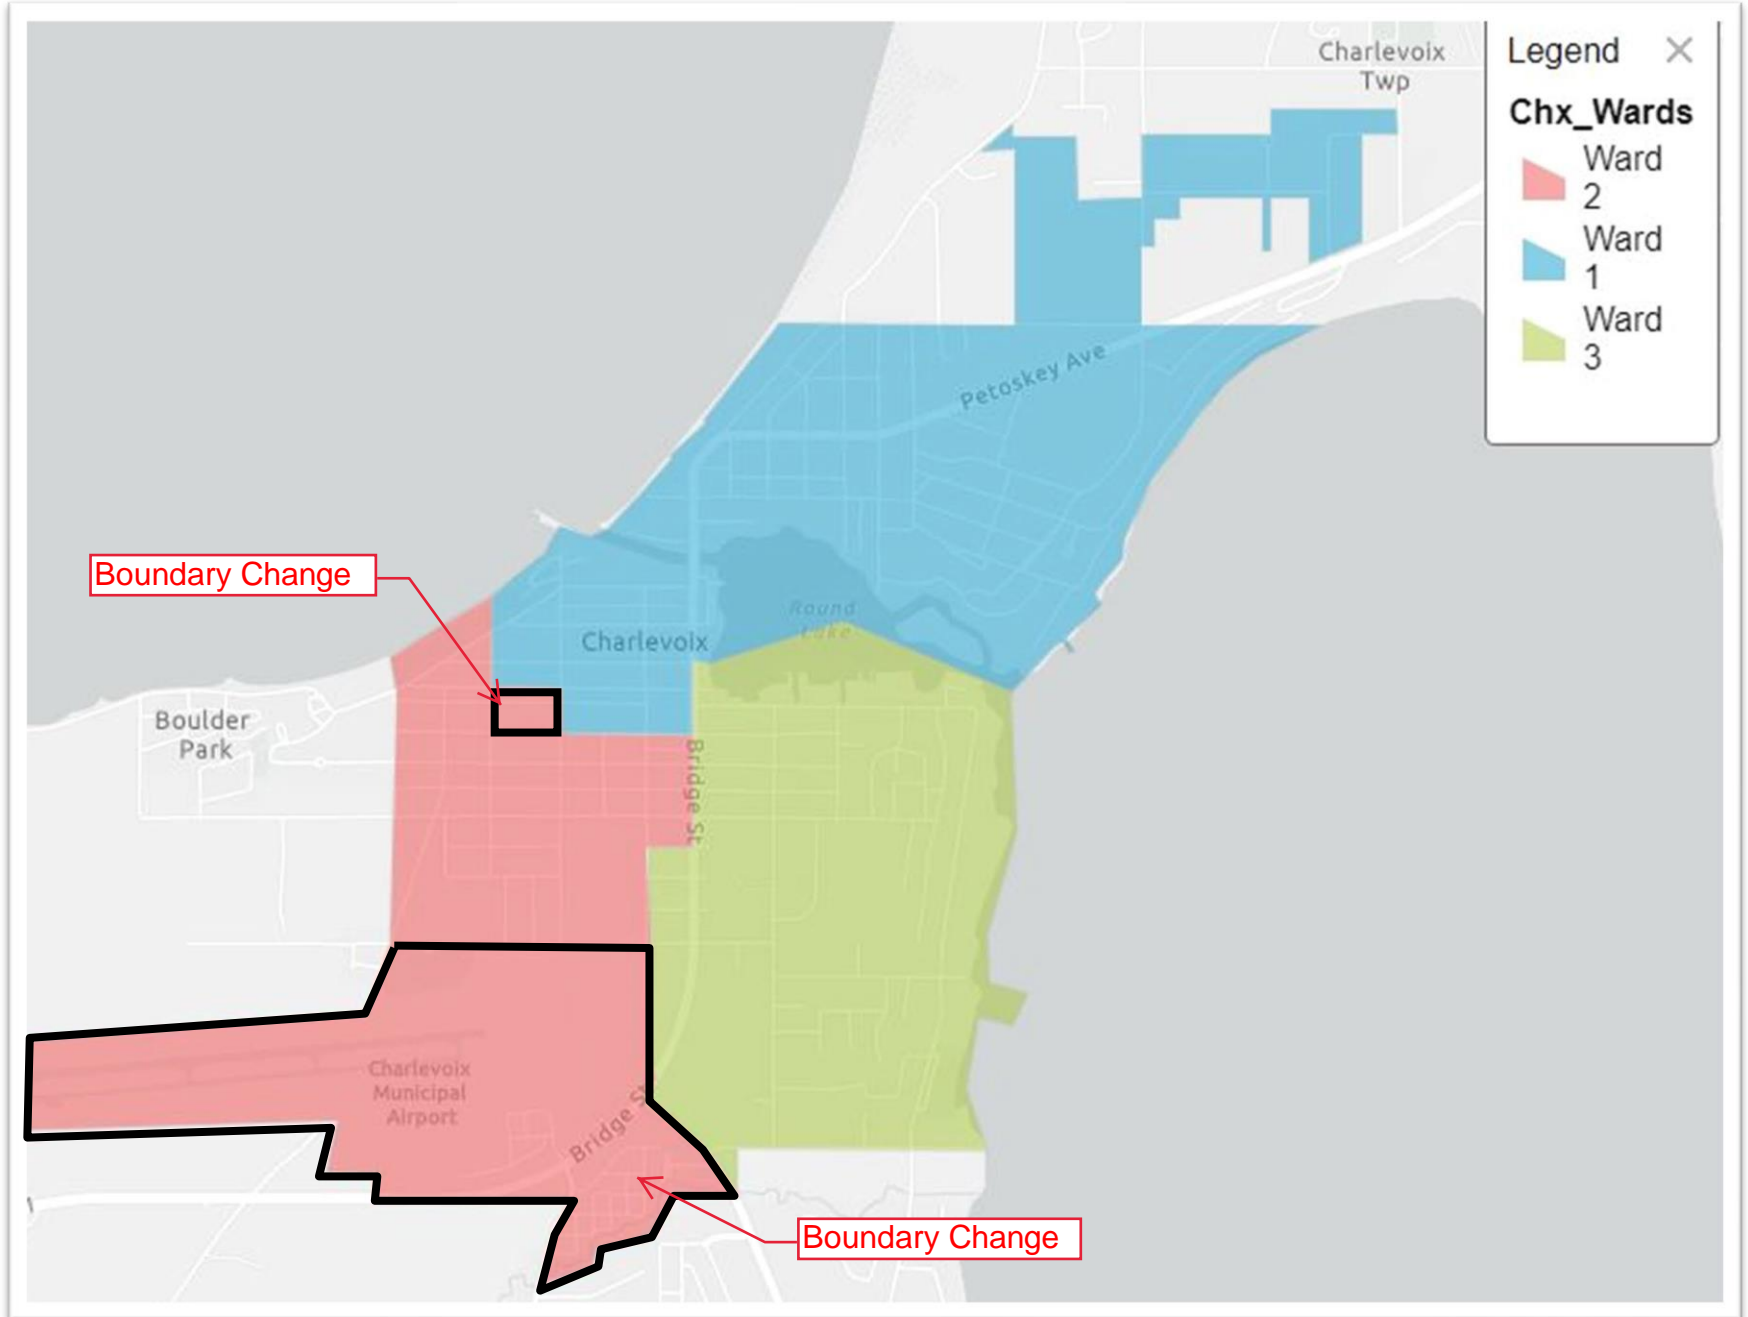 Charlevoix
Twp
Legend
Chx_Wards
Ward
2
Ward
1
Ward
3
Petoskey Ave
Boundary Change
Round
Lake
Charlevoix
Boulder
Park
Bridge St
Charlevoix
Municipal
Airport
Bridge St
Boundary Change